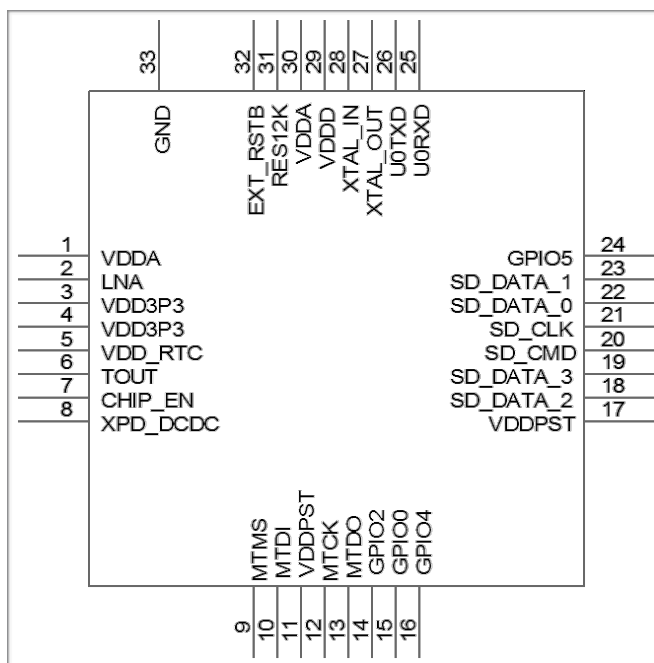 33
32
31
30
29
28
27
26
25
GND
EXT_RSTB
RES12K
VDDA
VDDD
XTAL_IN
XTAL_OUT
U0TXD
U0RXD
1 VDDA
2 LNA
3 VDD3P3
4 VDD3P3
5 VDD_RTC
6 TOUT
7 CHIP_EN
8 XPD_DCDC
GPIO5 24
SD_DATA_1 23
SD_DATA_0 22
SD_CLK 21
SD_CMD 20
SD_DATA_3 19
SD_DATA_2 18
VDDPST 17
MTMS
MTDI
VDDPST
MTCK
MTDO
GPIO2
GPIO0
GPIO4
9
10
11
12
13
14
15
16